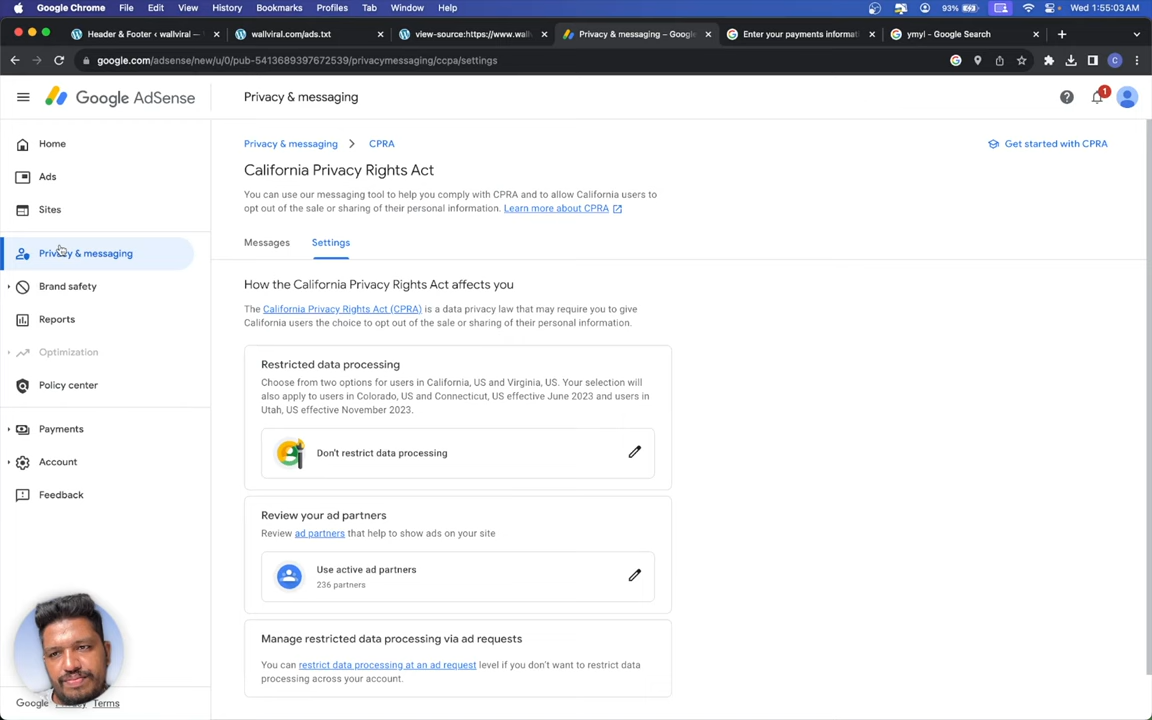 Google Chrome File Edit View History Bookmarks Profiles Tab Window Help 93% Wed 1:55:03 AM
Header & Footer ‹ wallviral — wallviral.com/ads.txt view-source:https://www.wall Privacy & messaging – Google Enter your payments informati ymyl - Google Search
google.com/adsense/new/u/0/pub-5413689397672539/privacymessaging/ccpa/settings C
Google AdSense Privacy & messaging 1
Home
Ads
Sites
Privacy & messaging
Brand safety
Reports
Optimization
Policy center
Payments
Account
Feedback
Google Privacy Terms
Privacy & messaging > CPRA Get started with CPRA
California Privacy Rights Act
You can use our messaging tool to help you comply with CPRA and to allow California users to
opt out of the sale or sharing of their personal information. Learn more about CPRA
Messages Settings
How the California Privacy Rights Act affects you
The California Privacy Rights Act (CPRA) is a data privacy law that may require you to give
California users the choice to opt out of the sale or sharing of their personal information.
Restricted data processing
Choose from two options for users in California, US and Virginia, US. Your selection will
also apply to users in Colorado, US and Connecticut, US effective June 2023 and users in
Utah, US effective November 2023.
Don't restrict data processing
Review your ad partners
Review ad partners that help to show ads on your site
Use active ad partners
236 partners
Manage restricted data processing via ad requests
You can restrict data processing at an ad request level if you don't want to restrict data
processing across your account.